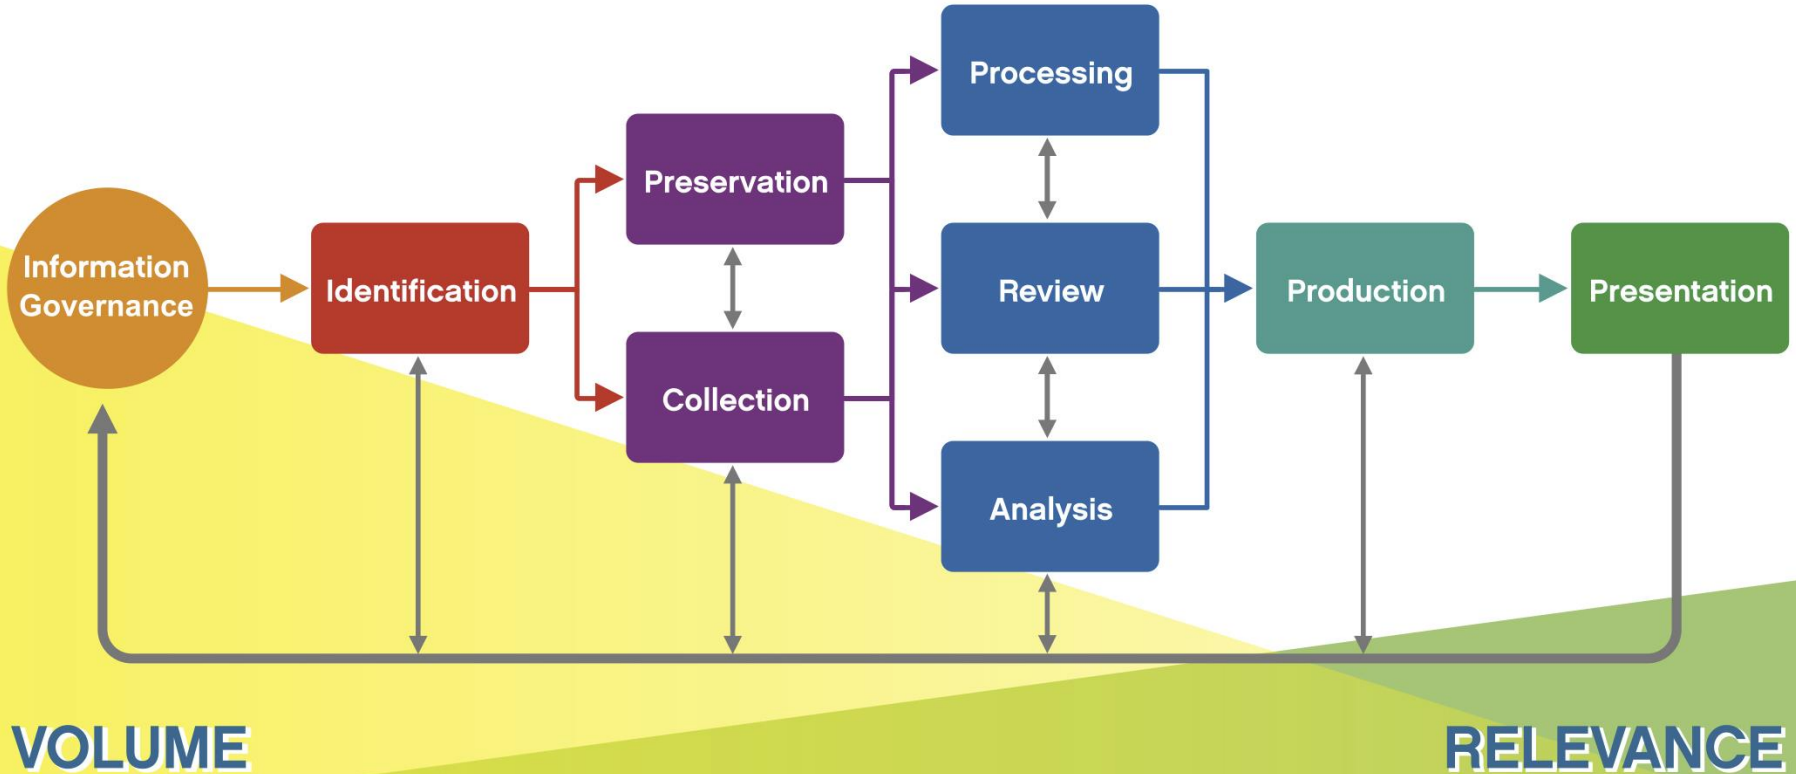 Information
Governance
Identification
Preservation
Collection
Processing
Review
Analysis
Production
Presentation
VOLUME
RELEVANCE